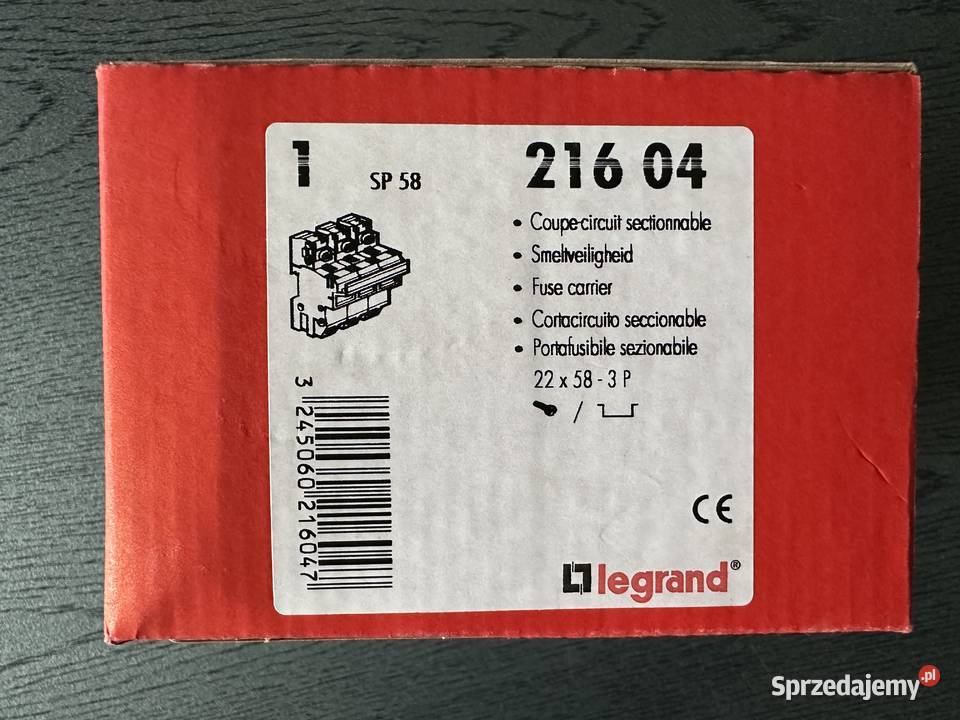 1 SP 58 216 04
• Coupe-circuit sectionnable
• Smeltveiligheid
• Fuse carrier
• Cortacircuito seccionable
• Portafusibile sezionabile
22 x 58 - 3 P
/
3 245060 216047
CE
legrand®
Sprzedajemy.pl